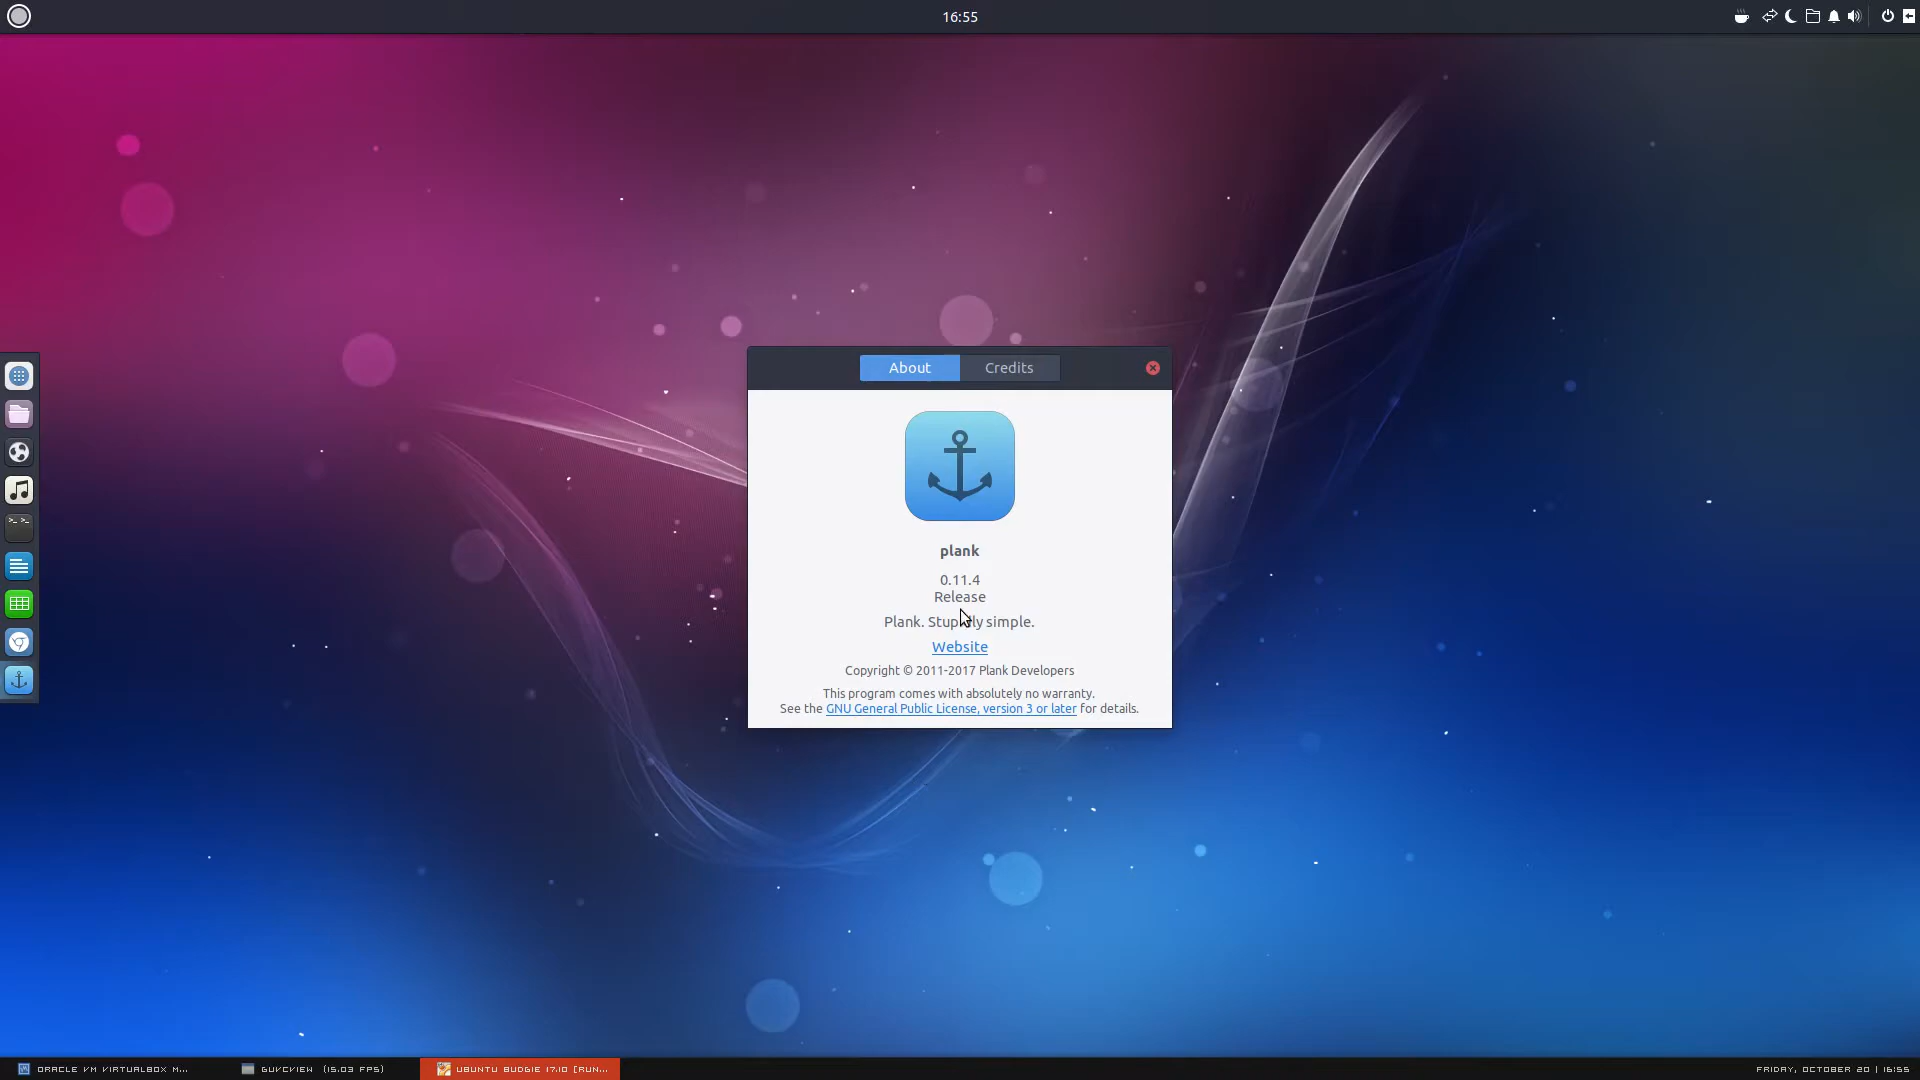 16:55
About Credits
plank
0.11.4
Release
Plank. Stup ly simple.
Website
Copyright © 2011-2017 Plank Developers
This program comes with absolutely no warranty.
See the GNU General Public License, version 3 or later for details.
>_ >_
ORACLE VM VIRTUALBOX M... GUVCVIEW (15.03 FPS) UBUNTU BUDGIE 17.10 [RUN... FRIDAY, OCTOBER 20 | 16:55